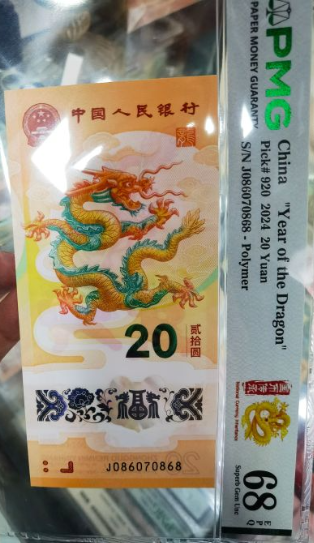 中国人民银行
20
贰拾圆
J086070868
PMG
PAPER MONEY GUARANTY
China "Year of the Dragon"
Pick# 920 2024 20 Yuan
S/N J086070868 - Polymer
68
EPQ
Superb Gem Unc